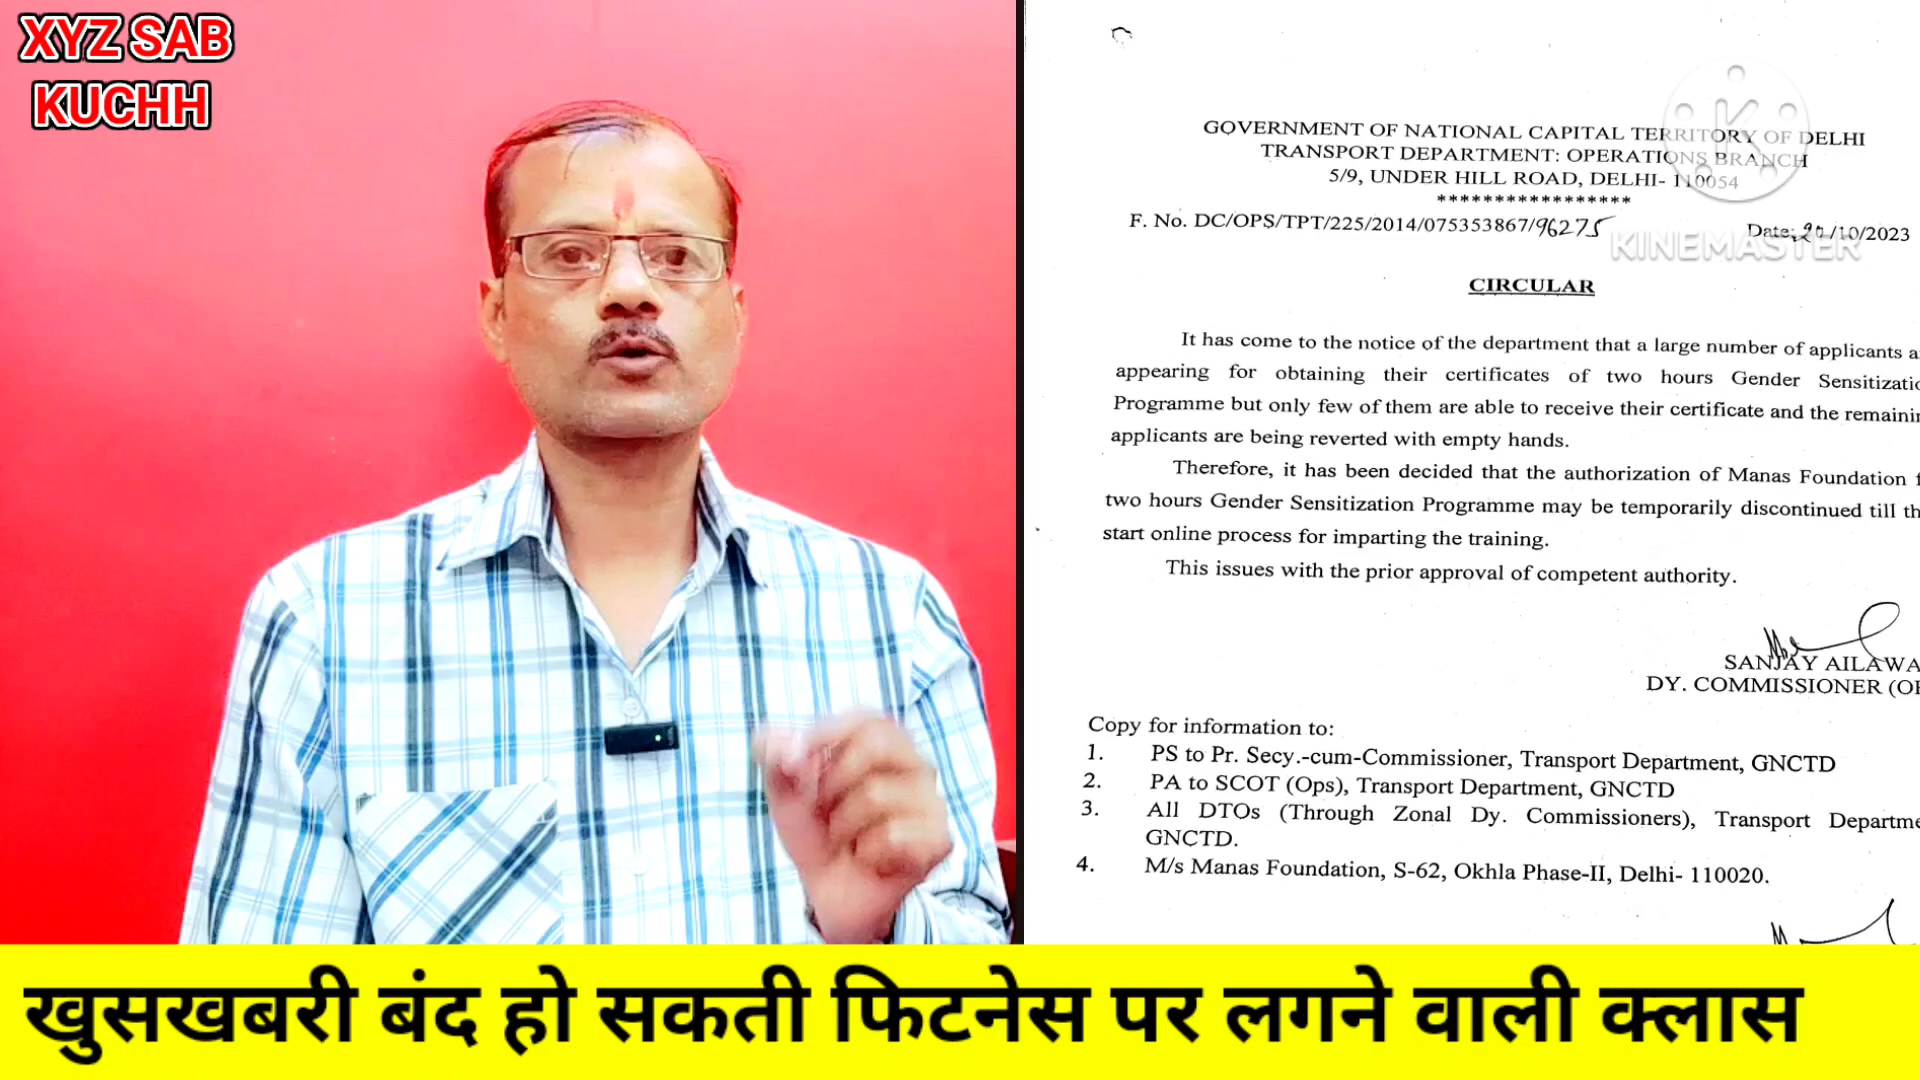 XYZ SAB
KUCHH
GOVERNMENT OF NATIONAL CAPITAL TERRITORY OF DELHI
TRANSPORT DEPARTMENT: OPERATIONS BRANCH
5/9, UNDER HILL ROAD, DELHI- 110054
*****************
F. No. DC/OPS/TPT/225/2014/075353867/96275 Date: /10/2023
KINEMASTER
CIRCULAR
It has come to the notice of the department that a large number of applicants a
appearing for obtaining their certificates of two hours Gender Sensitizatio
Programme but only few of them are able to receive their certificate and the remainin
applicants are being reverted with empty hands.
Therefore, it has been decided that the authorization of Manas Foundation f
two hours Gender Sensitization Programme may be temporarily discontinued till th
start online process for imparting the training.
This issues with the prior approval of competent authority.
SANJAY AILAWA
DY. COMMISSIONER (OP
Copy for information to:
1. PS to Pr. Secy.-cum-Commissioner, Transport Department, GNCTD
2. PA to SCOT (Ops), Transport Department, GNCTD
3. All DTOs (Through Zonal Dy. Commissioners), Transport Departme
GNCTD.
4. M/s Manas Foundation, S-62, Okhla Phase-II, Delhi- 110020.
खुसखबरी बंद हो सकती फिटनेस पर लगने वाली क्लास